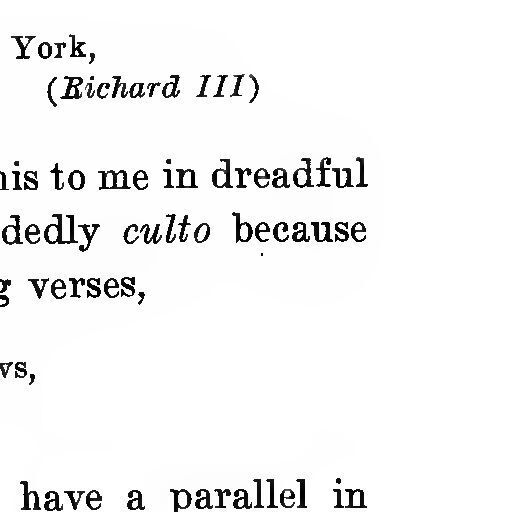 York,
(Richard III)
his to me in dreadful
dedly culto because
g verses,
vs,
have a parallel in